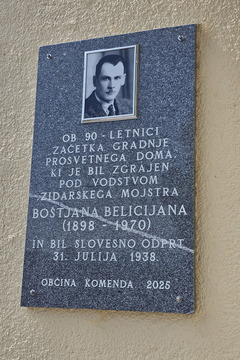 OB 90 - LETNICI
ZAČETKA GRADNJE
PROSVETNEGA DOMA,
KI JE BIL ZGRAJEN
POD VODSTVOM
ZIDARSKEGA MOJSTRA
BOŠTJANA BELICIJANA
(1898 - 1970)
IN BIL SLOVESNO ODPRT
31. JULIJA 1938.
OBČINA KOMENDA 2025